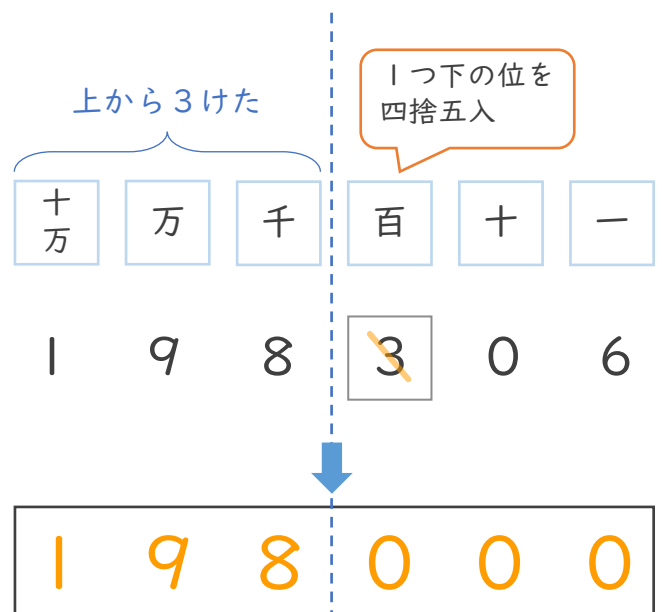 1つ下の位を
四捨五入
上から3けた
十万 万 千 百 十 一
1 9 8 3 0 6
1 9 8 0 0 0